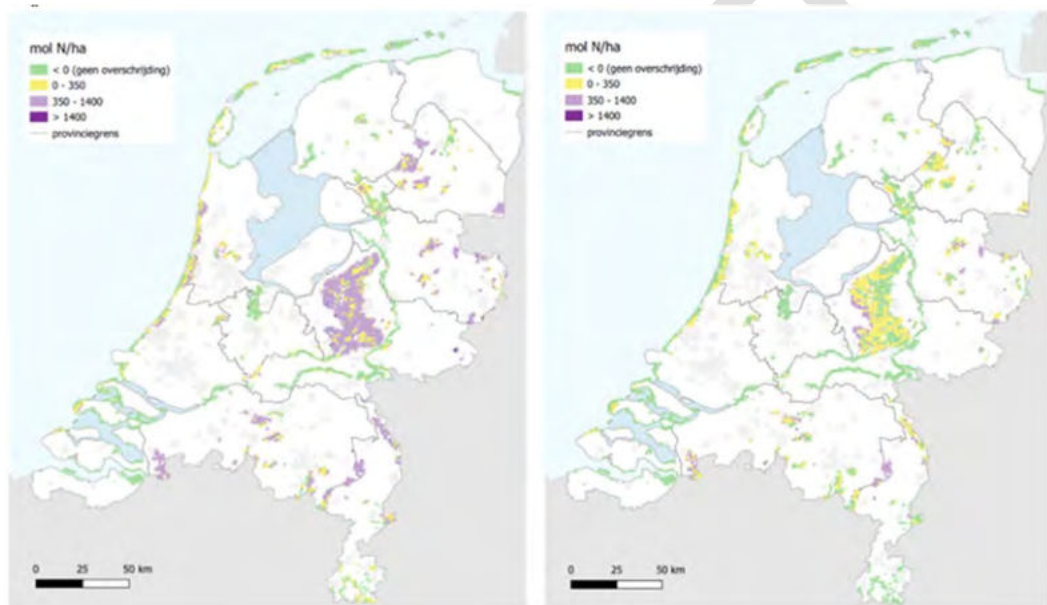 mol N/ha
< 0 (geen overschrijding)
0 - 350
350 - 1400
> 1400
provinciegrens
0 25 50 km
mol N/ha
< 0 (geen overschrijding)
0 - 350
350 - 1400
> 1400
provinciegrens
0 25 50 km